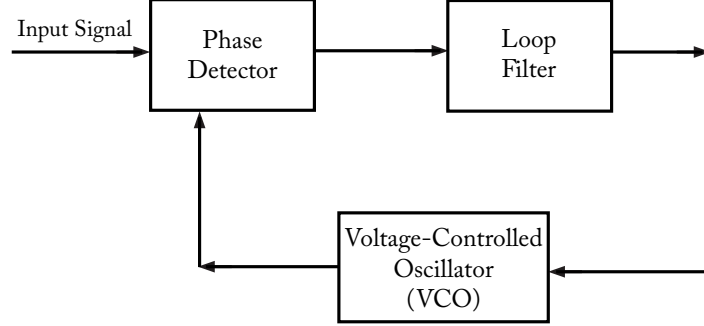 Input Signal
Phase
Detector
Loop
Filter
Voltage-Controlled
Oscillator
(VCO)